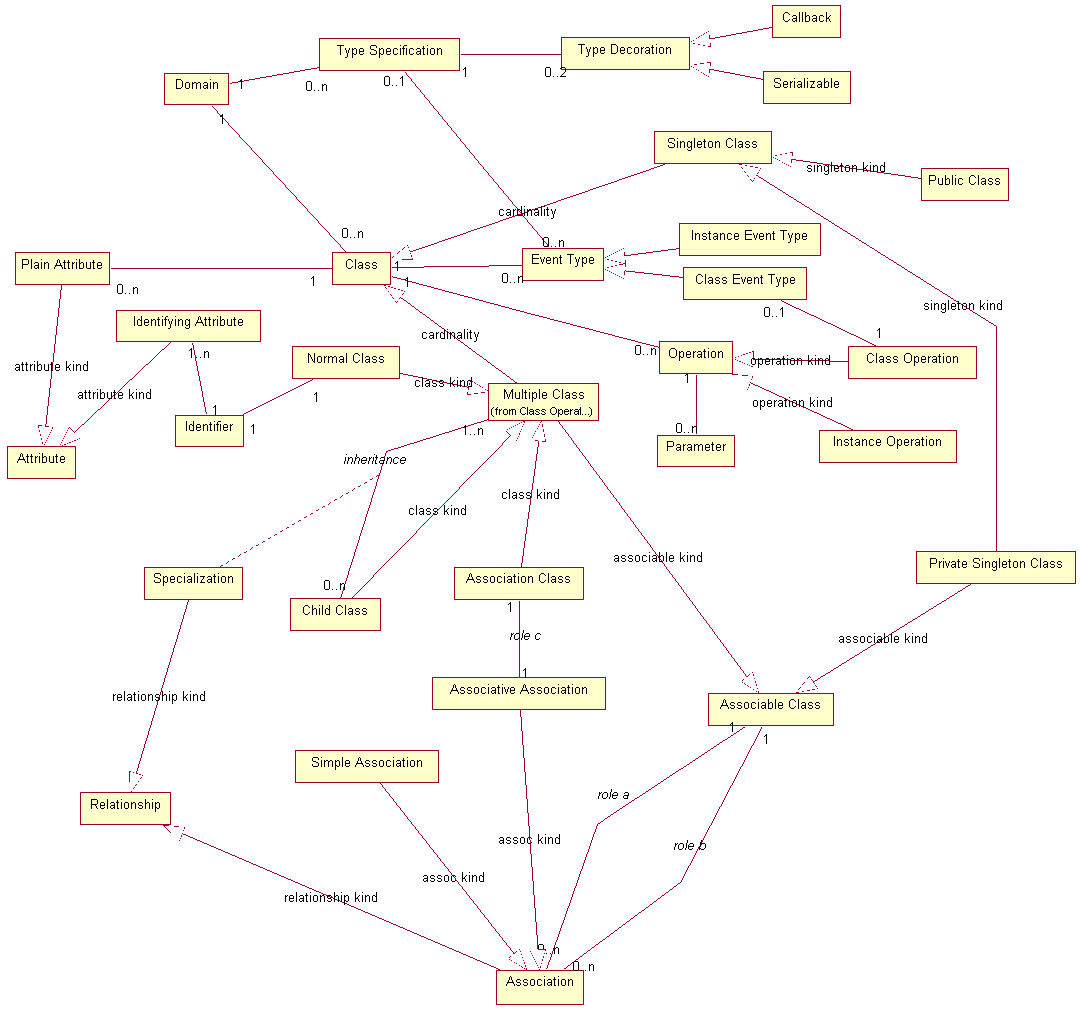 Callback
Type Specification
Type Decoration
1
0..n
0..1
1
0..2
Domain
Serializable
1
Singleton Class
singleton kind
Public Class
cardinality
0..n
0..n
Instance Event Type
Plain Attribute
Class
1
Event Type
0..n
1
1
0..n
Class Event Type
singleton kind
0..1
Identifying Attribute
cardinality
1
1..n
0..n
Operation
operation kind
Class Operation
Normal Class
attribute kind
class kind
1
attribute kind
1
Multiple Class
(from Class Operat...)
operation kind
1
Identifier
1
1..n
0..n
Parameter
Instance Operation
Attribute
inheritance
class kind
class kind
associable kind
Private Singleton Class
Specialization
0..n
Association Class
Child Class
1
role c
associable kind
1
relationship kind
Associative Association
Associable Class
1
1
Simple Association
role a
Relationship
assoc kind
role b
assoc kind
relationship kind
0..n
0..n
Association